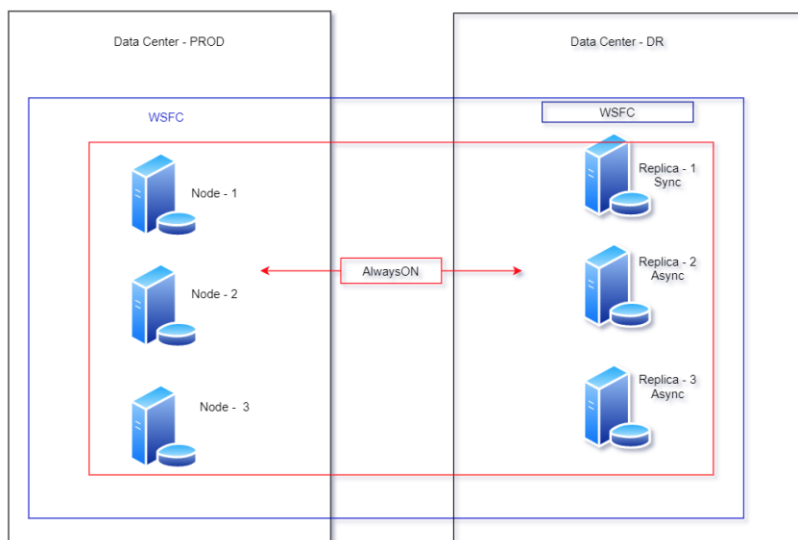 Data Center - PROD
Data Center - DR
WSFC
WSFC
Node - 1
Replica - 1
Sync
AlwaysON
Node - 2
Replica - 2
Async
Node -  3
Replica - 3
Async